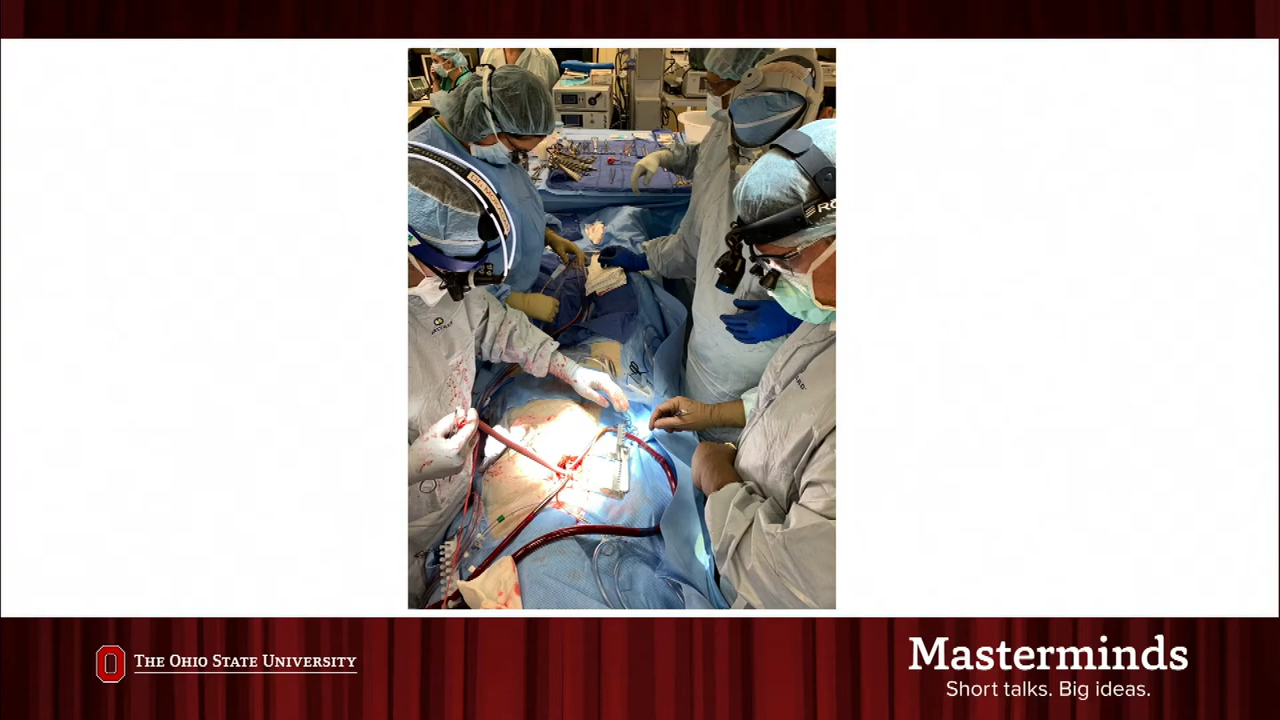 THE OHIO STATE UNIVERSITY
Masterminds
Short talks. Big ideas.